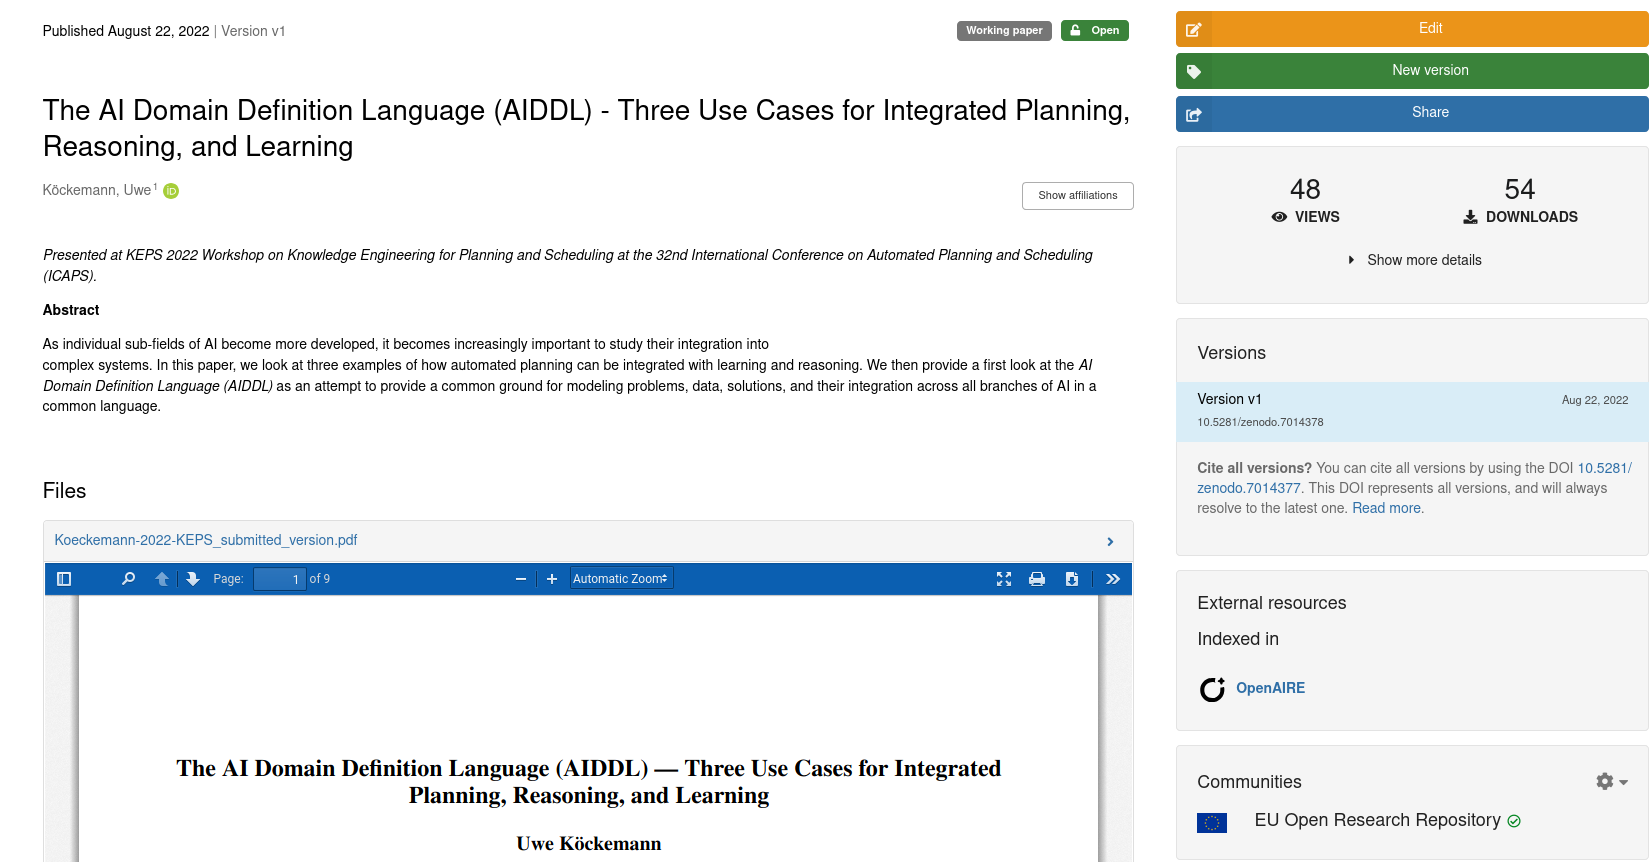 Published August 22, 2022 | Version v1
Working paper
Open
The AI Domain Definition Language (AIDDL) - Three Use Cases for Integrated Planning,
Reasoning, and Learning
Köckemann, Uwe 1 iD
Show affiliations
Presented at KEPS 2022 Workshop on Knowledge Engineering for Planning and Scheduling at the 32nd International Conference on Automated Planning and Scheduling
(ICAPS).
Abstract
As individual sub-fields of AI become more developed, it becomes increasingly important to study their integration into
complex systems. In this paper, we look at three examples of how automated planning can be integrated with learning and reasoning. We then provide a first look at the AI
Domain Definition Language (AIDDL) as an attempt to provide a common ground for modeling problems, data, solutions, and their integration across all branches of AI in a
common language.
Files
Koeckemann-2022-KEPS_submitted_version.pdf
Page: 1 of 9
Automatic Zoom
The AI Domain Definition Language (AIDDL) — Three Use Cases for Integrated
Planning, Reasoning, and Learning
Uwe Köckemann
Edit
New version
Share
48
VIEWS
54
DOWNLOADS
Show more details
Versions
Version v1
Aug 22, 2022
10.5281/zenodo.7014378
Cite all versions? You can cite all versions by using the DOI 10.5281/
zenodo.7014377. This DOI represents all versions, and will always
resolve to the latest one. Read more.
External resources
Indexed in
OpenAIRE
Communities
EU Open Research Repository